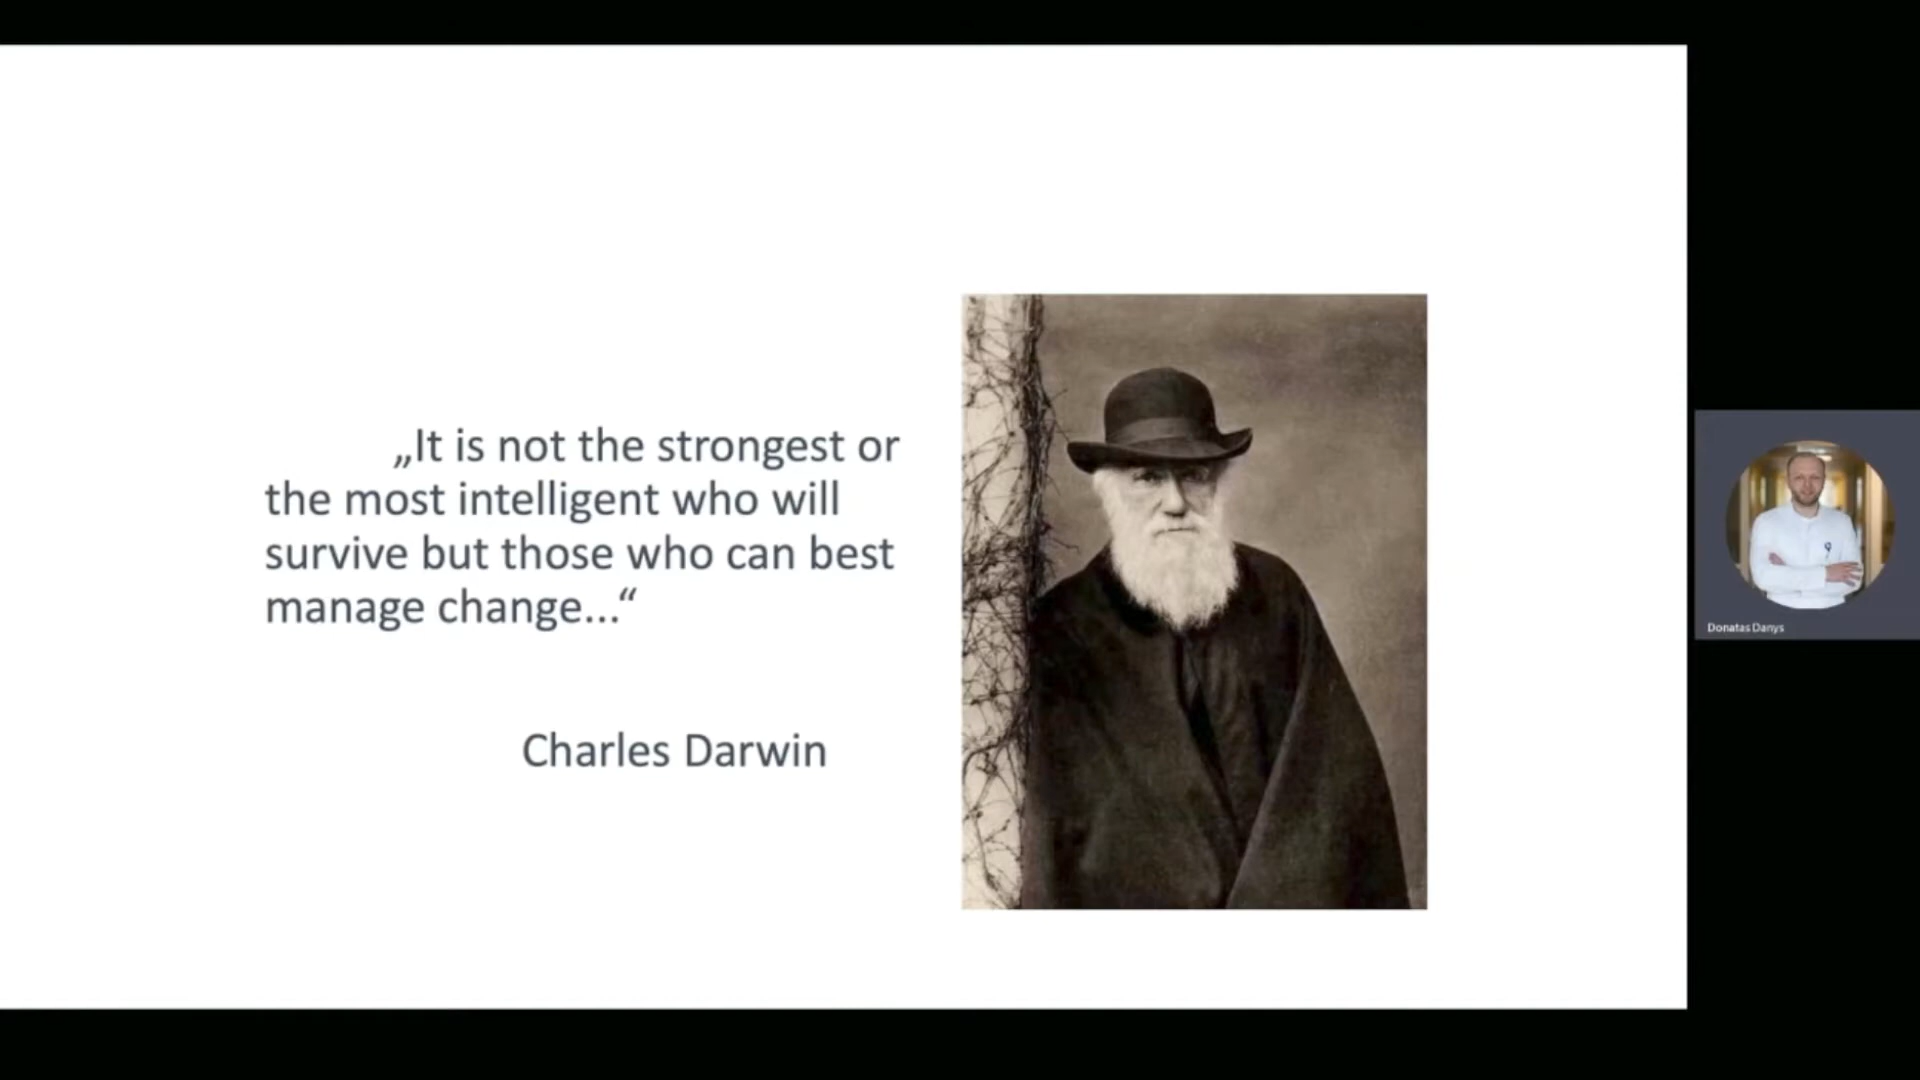 „It is not the strongest or
the most intelligent who will
survive but those who can best
manage change...“
Charles Darwin
Donatas Danys